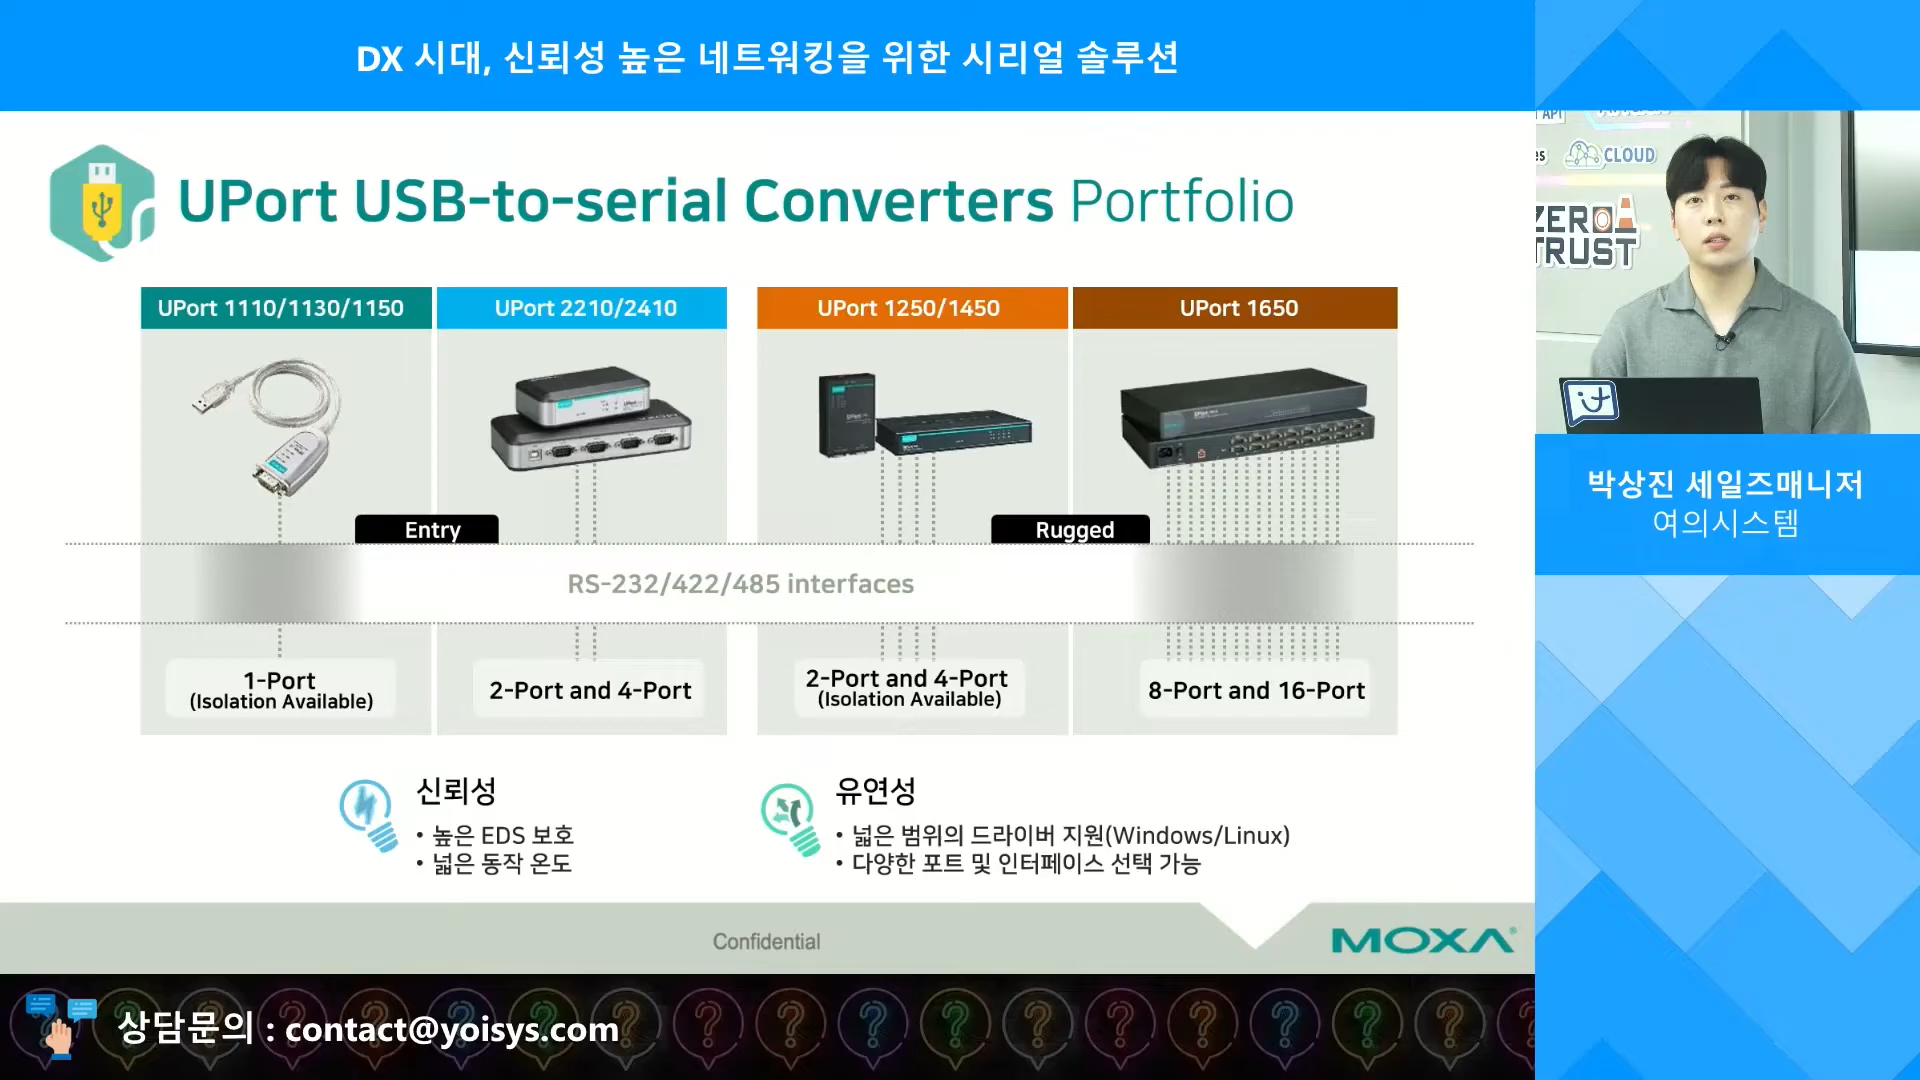 DX 시대, 신뢰성 높은 네트워킹을 위한 시리얼 솔루션
UPort USB-to-serial Converters Portfolio
UPort 1110/1130/1150
UPort 2210/2410
UPort 1250/1450
UPort 1650
Entry
Rugged
RS-232/422/485 interfaces
1-Port
(Isolation Available)
2-Port and 4-Port
2-Port and 4-Port
(Isolation Available)
8-Port and 16-Port
신뢰성
• 높은 EDS 보호
• 넓은 동작 온도
유연성
• 넓은 범위의 드라이버 지원(Windows/Linux)
• 다양한 포트 및 인터페이스 선택 가능
Confidential
MOXA®
상담문의 : contact@yoisys.com
API
CLOUD
ZERO
TRUST
it
박상진 세일즈매니저
여의시스템